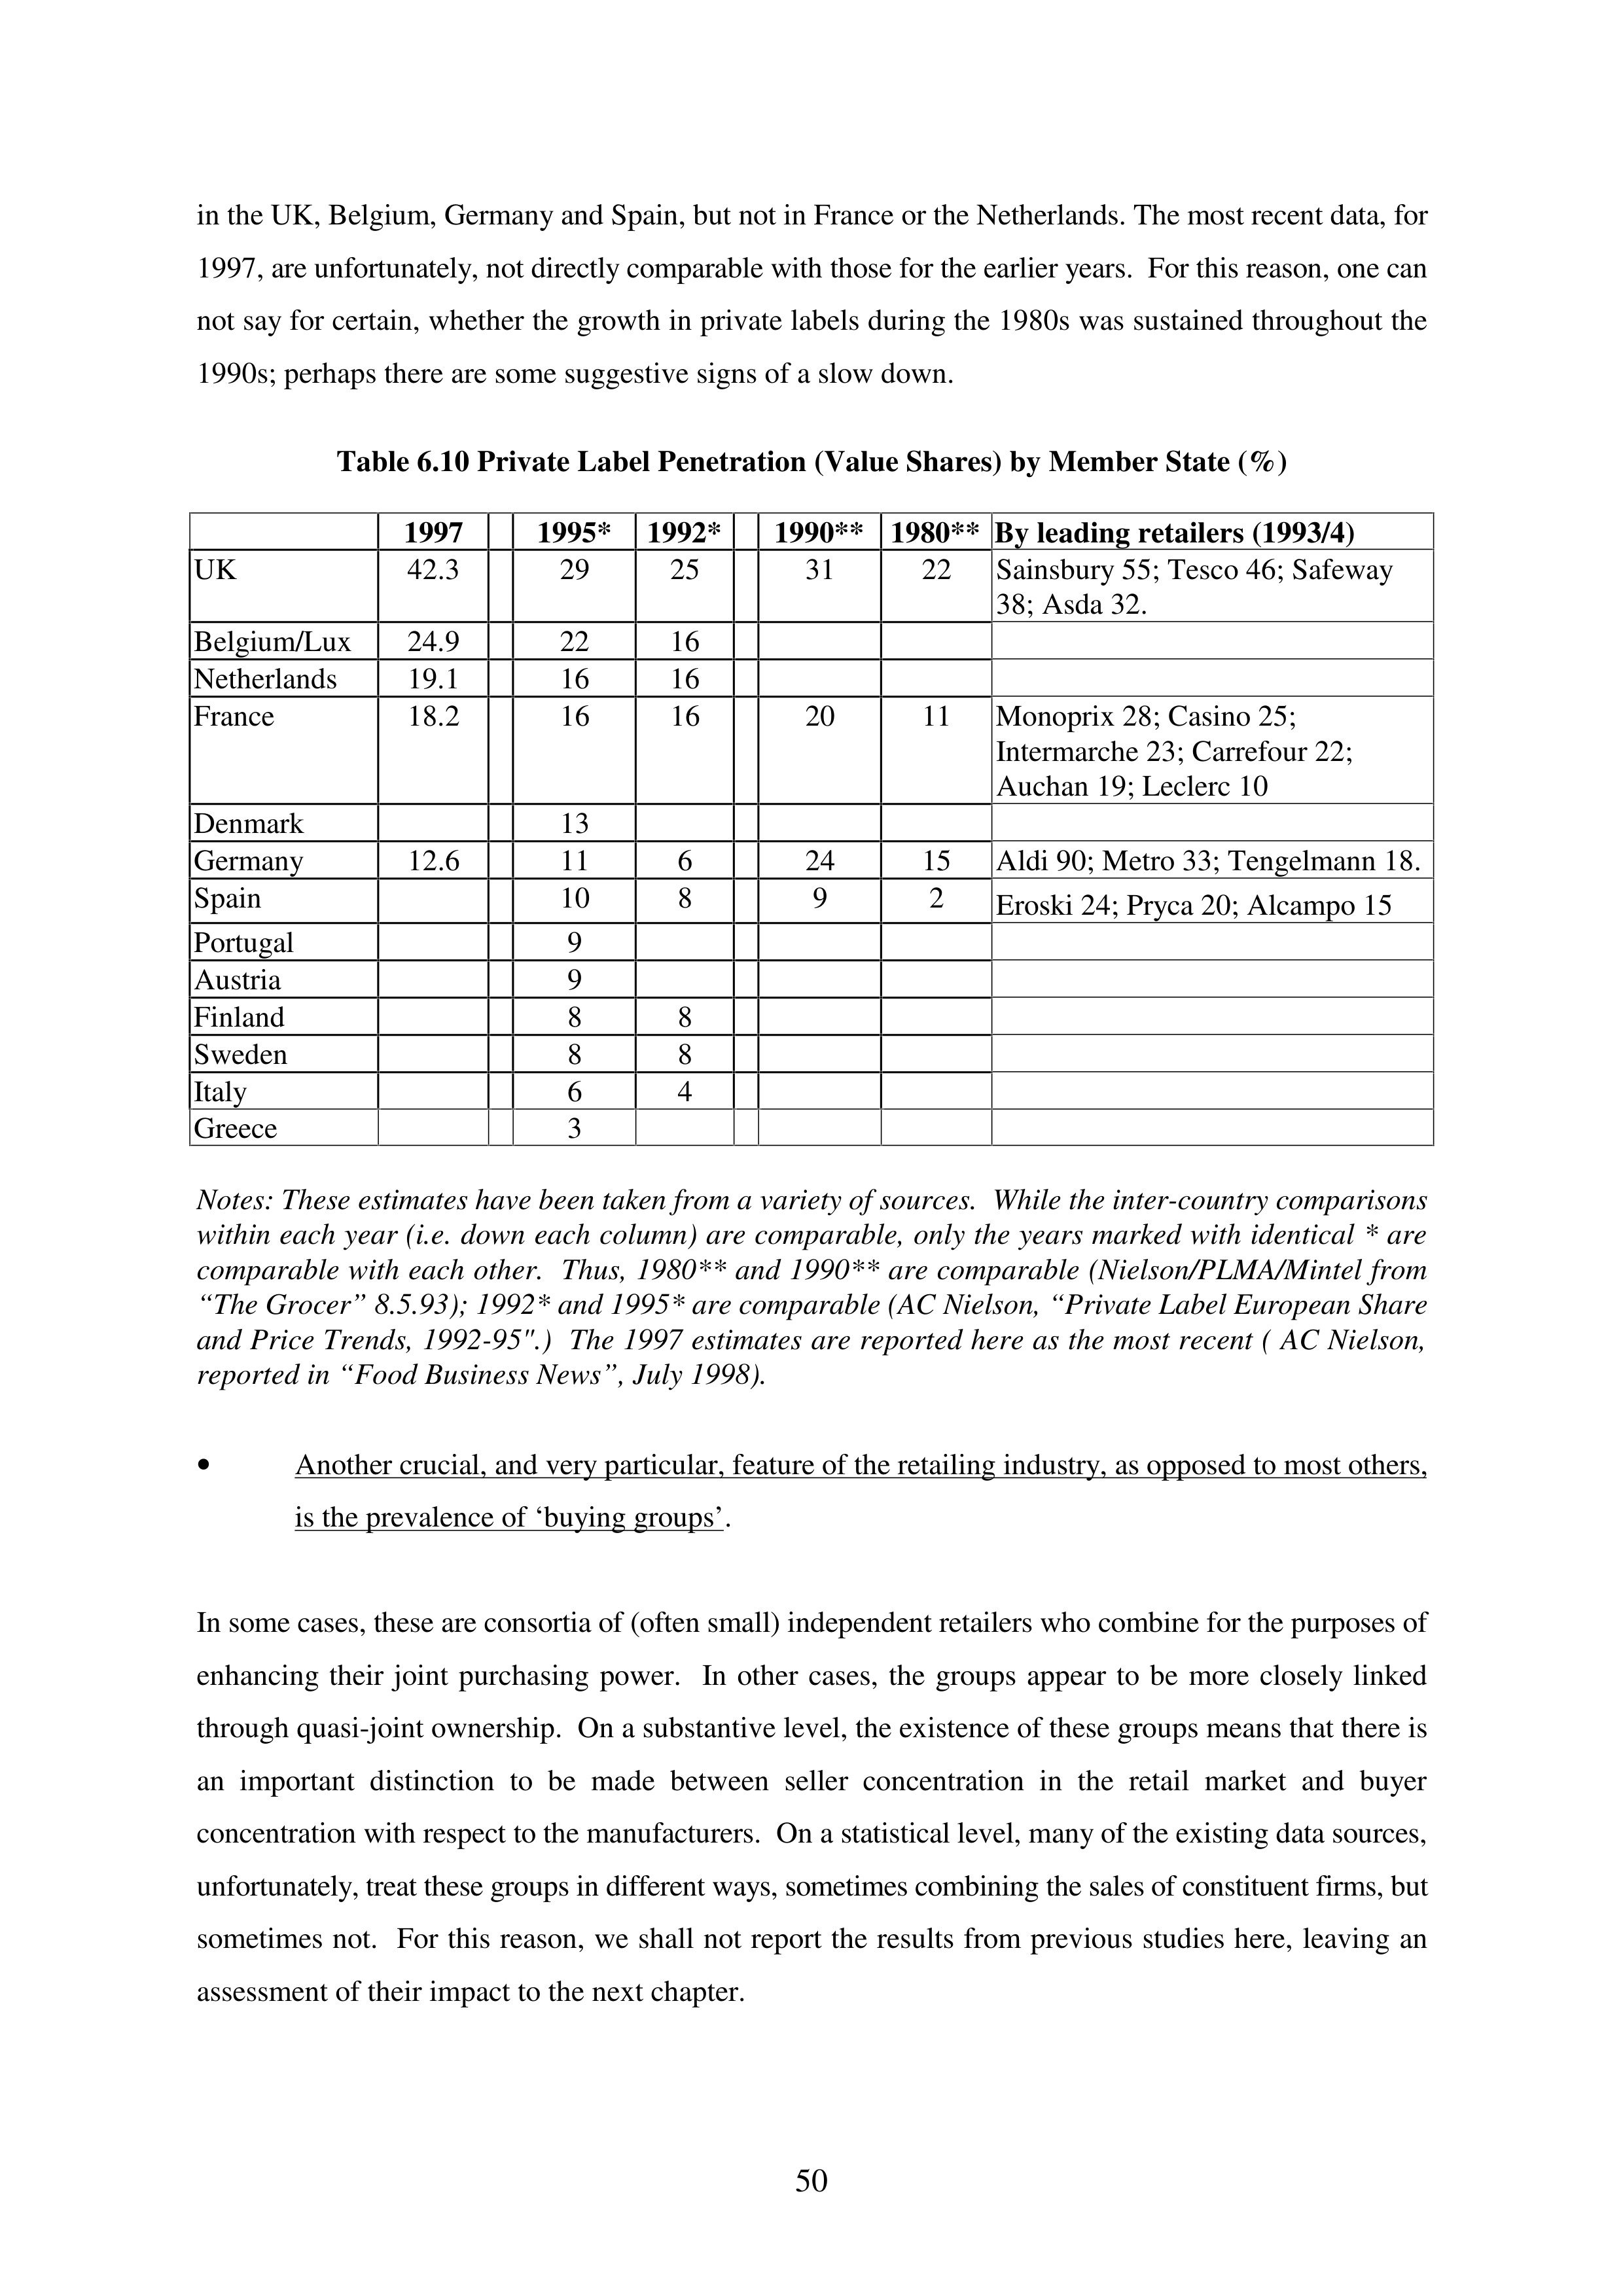 in the UK, Belgium, Germany and Spain, but not in France or the Netherlands. The most recent data, for
1997, are unfortunately, not directly comparable with those for the earlier years.  For this reason, one can
not say for certain, whether the growth in private labels during the 1980s was sustained throughout the
1990s; perhaps there are some suggestive signs of a slow down.
Table 6.10 Private Label Penetration (Value Shares) by Member State (%)
1997 1995* 1992* 1990** 1980** By leading retailers (1993/4)
UK 42.3 29 25 31 22 Sainsbury 55; Tesco 46; Safeway
38; Asda 32.
Belgium/Lux 24.9 22 16
Netherlands 19.1 16 16
France 18.2 16 16 20 11 Monoprix 28; Casino 25;
Intermarche 23; Carrefour 22;
Auchan 19; Leclerc 10
Denmark 13
Germany 12.6 11 6 24 15 Aldi 90; Metro 33; Tengelmann 18.
Spain 10 8 9 2 Eroski 24; Pryca 20; Alcampo 15
Portugal 9
Austria 9
Finland 8 8
Sweden 8 8
Italy 6 4
Greece 3
Notes: These estimates have been taken from a variety of sources.  While the inter-country comparisons
within each year (i.e. down each column) are comparable, only the years marked with identical * are
comparable with each other.  Thus, 1980** and 1990** are comparable (Nielson/PLMA/Mintel from
“The Grocer” 8.5.93); 1992* and 1995* are comparable (AC Nielson, “Private Label European Share
and Price Trends, 1992-95".)  The 1997 estimates are reported here as the most recent ( AC Nielson,
reported in “Food Business News”, July 1998).
• Another crucial, and very particular, feature of the retailing industry, as opposed to most others,
is the prevalence of ‘buying groups’.
In some cases, these are consortia of (often small) independent retailers who combine for the purposes of
enhancing their joint purchasing power.  In other cases, the groups appear to be more closely linked
through quasi-joint ownership.  On a substantive level, the existence of these groups means that there is
an important distinction to be made between seller concentration in the retail market and buyer
concentration with respect to the manufacturers.  On a statistical level, many of the existing data sources,
unfortunately, treat these groups in different ways, sometimes combining the sales of constituent firms, but
sometimes not.  For this reason, we shall not report the results from previous studies here, leaving an
assessment of their impact to the next chapter.
50